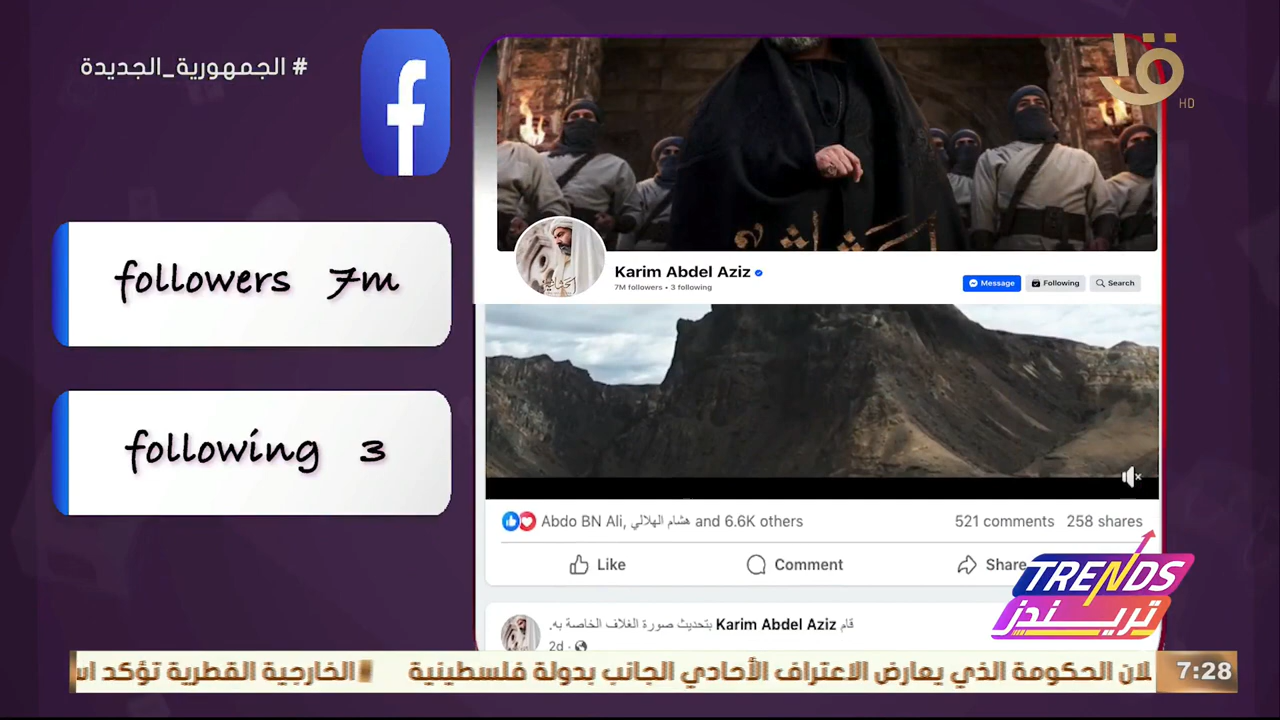 # الجمهورية_الجديدة
HD
followers 7m
following 3
Karim Abdel Aziz
7M followers • 3 following
Message
Following
Search
Abdo BN Ali, هشام الهلالي and 6.6K others
521 comments 258 shares
Like
Comment
Share
TRENDS
تريندز
قام Karim Abdel Aziz بتحديث صورة الغلاف الخاصة به.
2d
لان الحكومة الذي يعارض الاعتراف الأحادي الجانب بدولة فلسطينية
الخارجية القطرية تؤكد اس
7:28